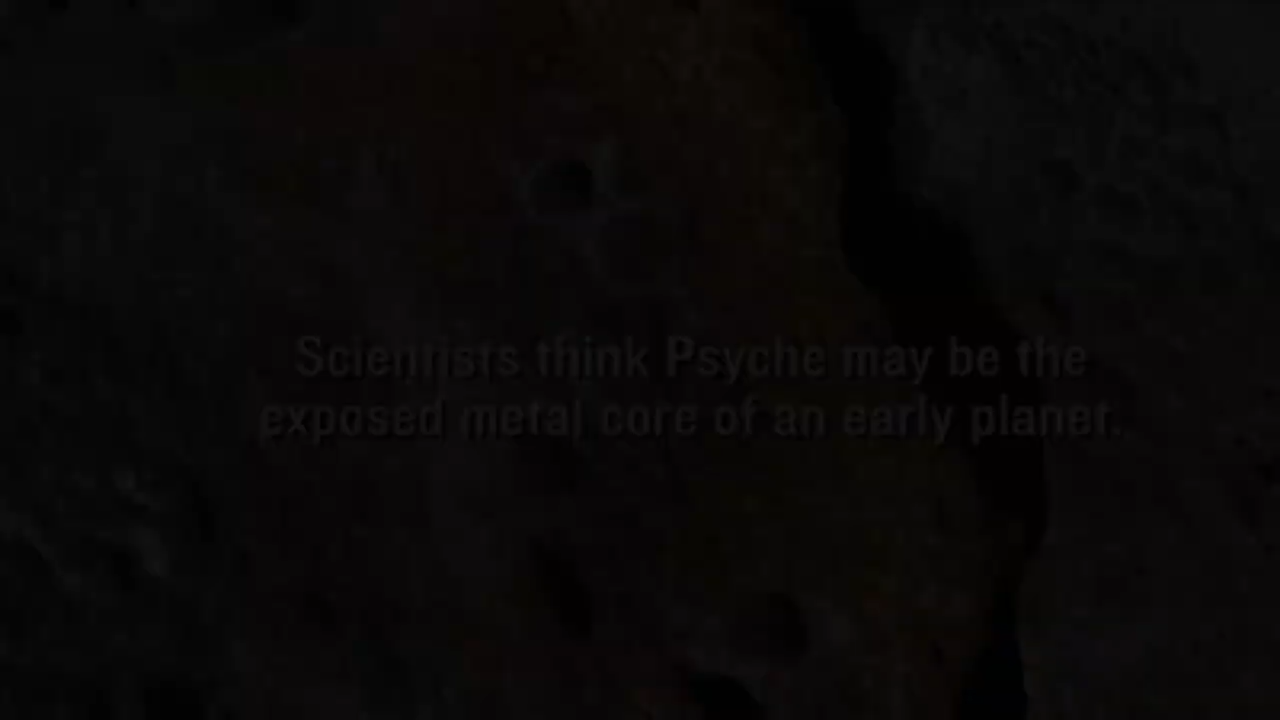 Scientists think Psyche may be the
exposed metal core of an early planet.